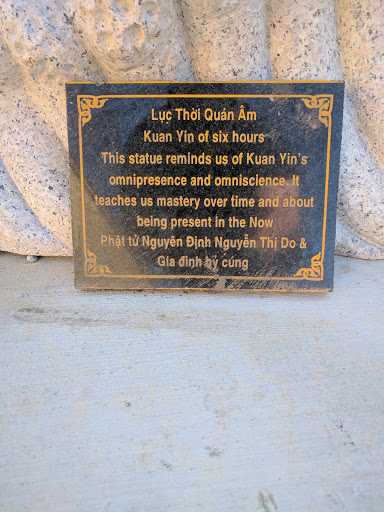 Lục Thời Quán Âm
Kuan Yin of six hours
This statue reminds us of Kuan Yin's
omnipresence and omniscience. It
teaches us mastery over time and about
being present in the Now
Phật tử Nguyên Định Nguyễn Thị Do &
Gia đình hỷ cúng